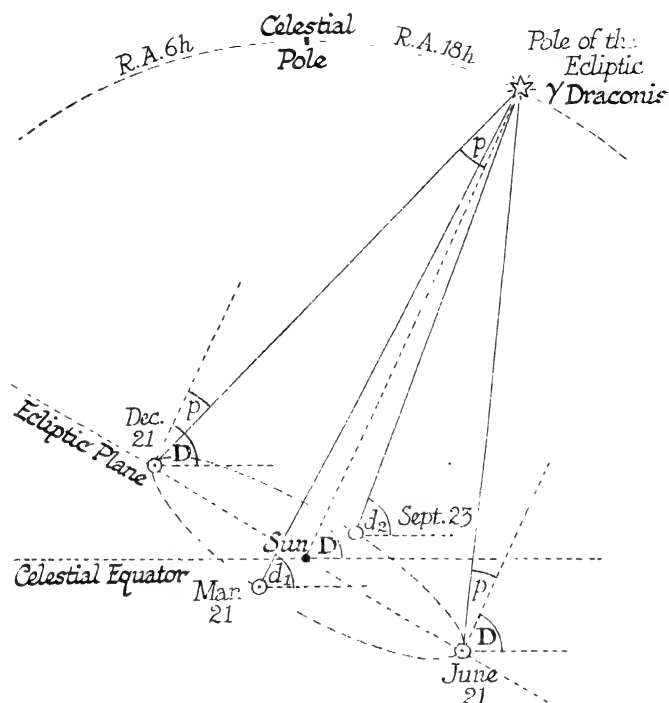 R.A. 6h
Celestial
Pole
R.A. 18h
Pole of the
Ecliptic
γ Draconis
p
Ecliptic Plane
Dec.
21
p
D
Sun
D
d₂
Sept. 23
Celestial Equator
Mar.
21
d₁
p
D
June
21